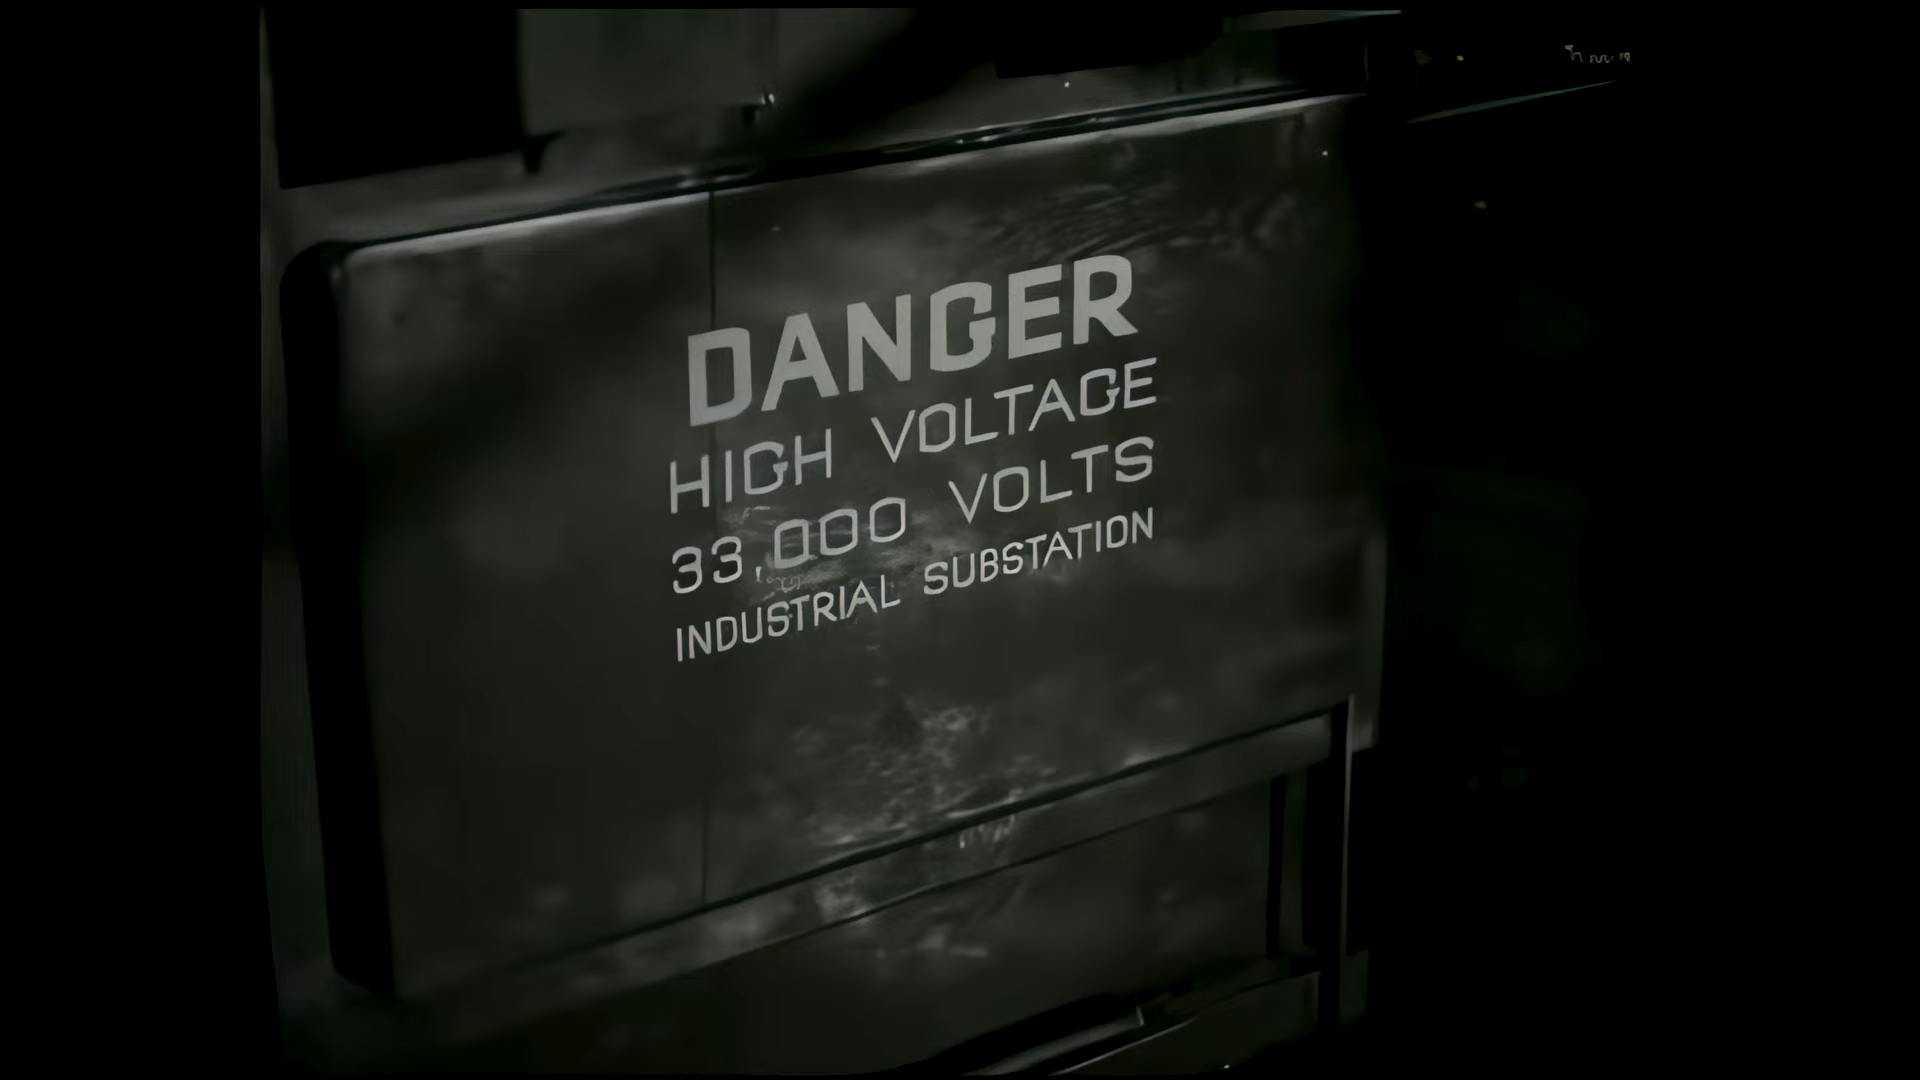 DANGER
HIGH VOLTAGE
33,000 VOLTS
INDUSTRIAL SUBSTATION